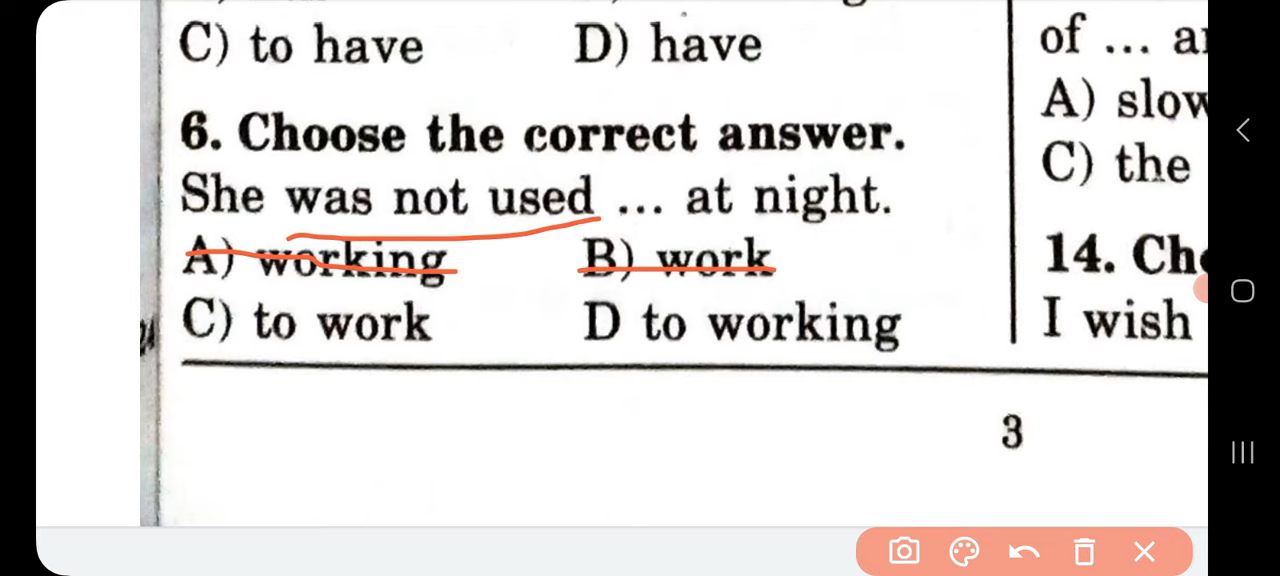 C) to have D) have
6. Choose the correct answer.
She was not used ... at night.
A) working B) work
C) to work D to working
3
of ...
A) slow
C) the
14.
I wish